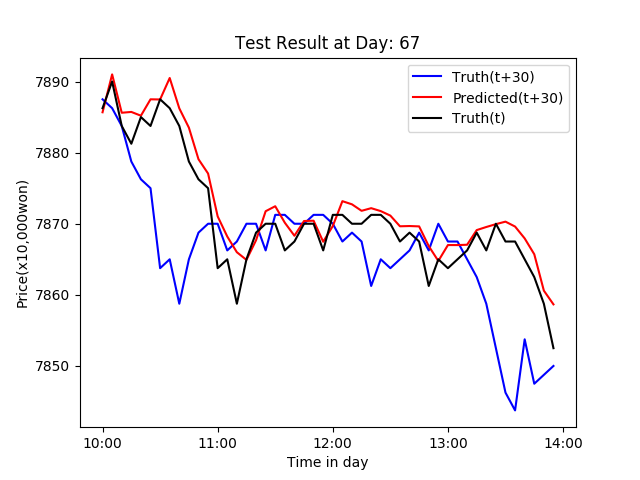 Test Result at Day: 67
Truth(t+30)
Predicted(t+30)
Truth(t)
Price(x10,000won)
7890
7880
7870
7860
7850
10:00 11:00 12:00 13:00 14:00
Time in day